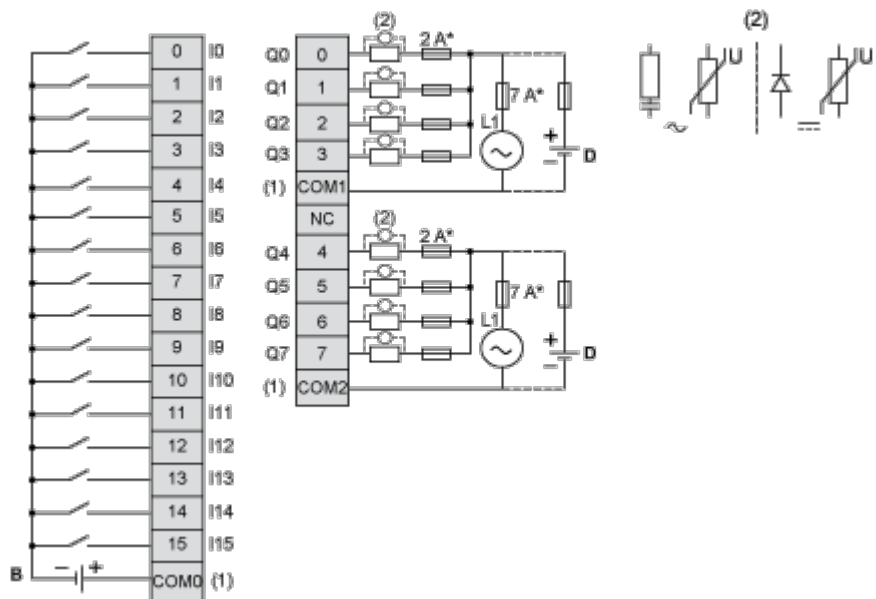 0 I0
1 I1
2 I2
3 I3
4 I4
5 I5
6 I6
7 I7
8 I8
9 I9
10 I10
11 I11
12 I12
13 I13
14 I14
15 I15
B − + COM0 (1)
(2)
Q0 0 2 A*
Q1 1
7 A*
Q2 2
L1
Q3 3
+
− D
(1) COM1
NC
(2)
Q4 4 2 A*
Q5 5
7 A*
Q6 6
L1
Q7 7
+
− D
(1) COM2
(2)
U U